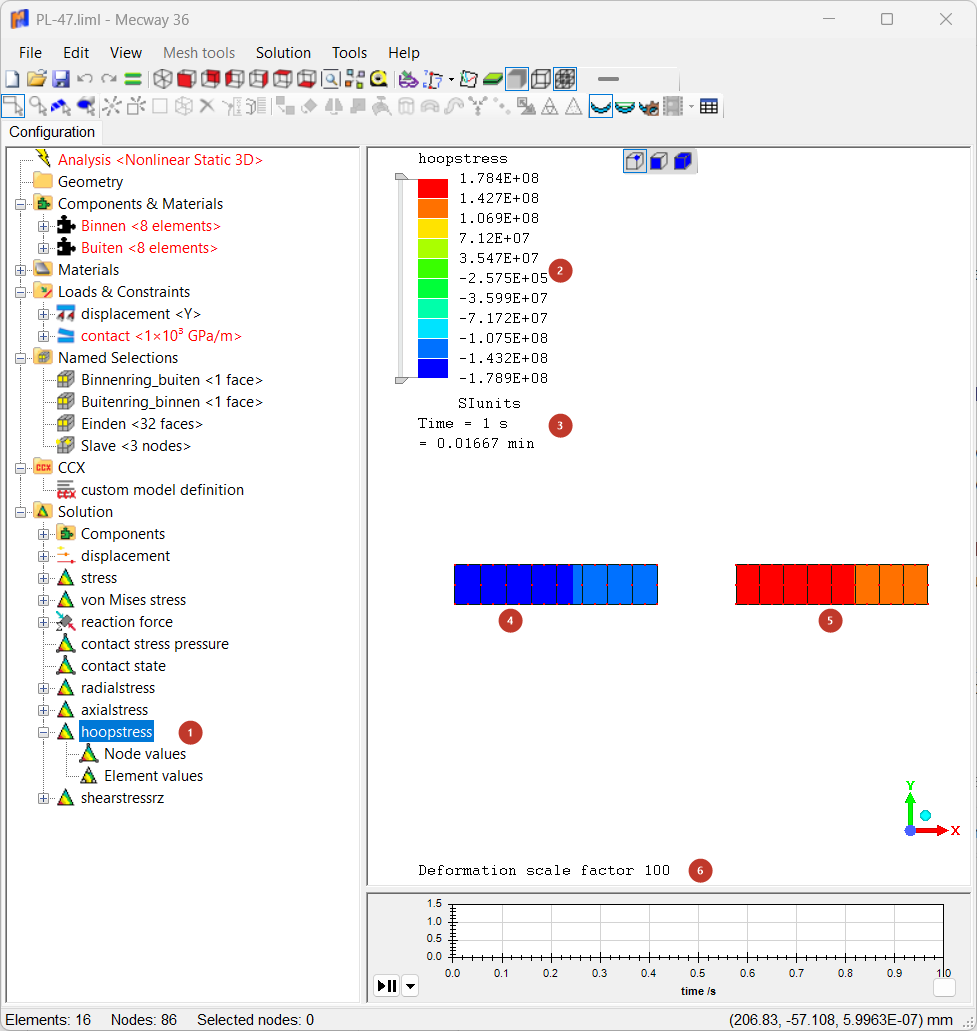 PL-47.liml - Mecway 36
File Edit View Mesh tools Solution Tools Help
Configuration
Analysis <Nonlinear Static 3D>
Geometry
Components & Materials
Binnen <8 elements>
Buiten <8 elements>
Materials
Loads & Constraints
displacement <Y>
contact <1×10³ GPa/m>
Named Selections
Binnenring_buiten <1 face>
Buitenring_binnen <1 face>
Einden <32 faces>
Slave <3 nodes>
CCX CCX
CCX custom model definition
Solution
Components
displacement
stress
von Mises stress
reaction force
contact stress pressure
contact state
radialstress
axialstress
hoopstress 1
Node values
Element values
shearstressrz
hoopstress
1.784E+08
1.427E+08
1.069E+08
7.12E+07
3.547E+07
-2.575E+05 2
-3.599E+07
-7.172E+07
-1.075E+08
-1.432E+08
-1.789E+08
SIunits
Time = 1 s 3
= 0.01667 min
4 5
Y
X
Deformation scale factor 100 6
1.5
1.0
0.5
0.0
0.0 0.1 0.2 0.3 0.4 0.5 0.6 0.7 0.8 0.9 10
time /s
Elements: 16 Nodes: 86 Selected nodes: 0 (206.83, -57.108, 5.9963E-07) mm